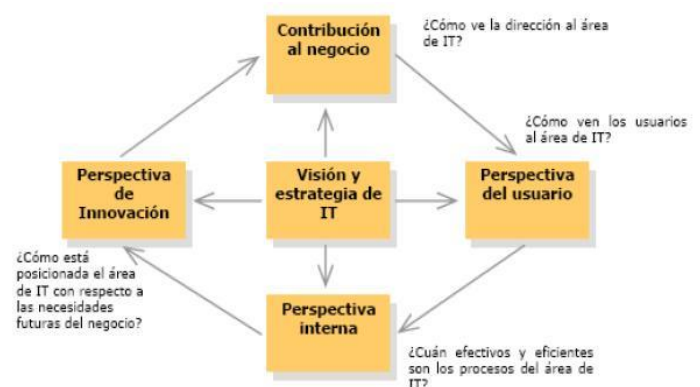 Contribución
al negocio
¿Cómo ve la dirección al área
de IT?
¿Cómo ven los usuarios
al área de IT?
Perspectiva
de
Innovación
Visión y
estrategia de
IT
Perspectiva
del usuario
¿Cómo está
posicionada el área
de IT con respecto a
las necesidades
futuras del negocio?
Perspectiva
interna
¿Cuán efectivos y eficientes
son los procesos del área de
IT?